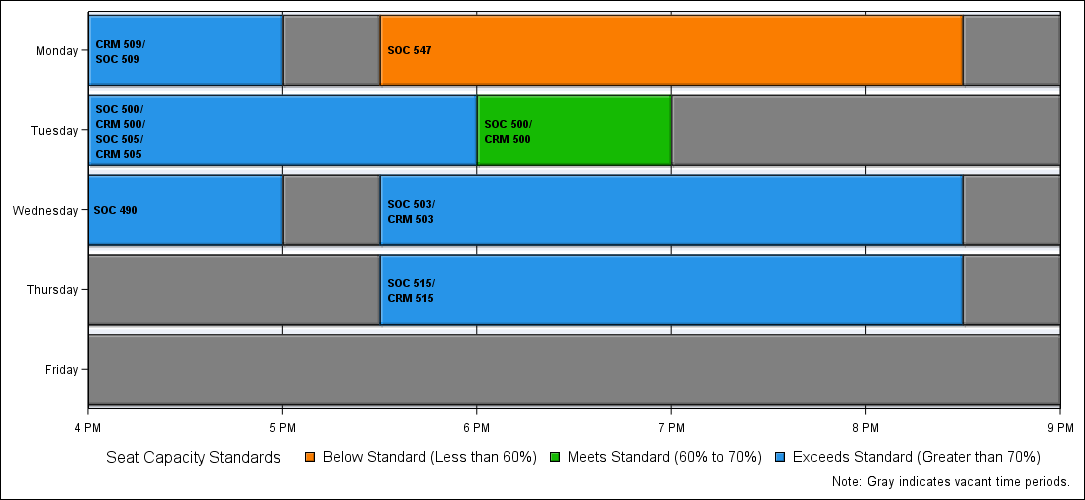 Monday
CRM 509/
SOC 509
SOC 547
Tuesday
SOC 500/
CRM 500/
SOC 505/
CRM 505
SOC 500/
CRM 500
Wednesday
SOC 490
SOC 503/
CRM 503
Thursday
SOC 515/
CRM 515
Friday
4 PM 5 PM 6 PM 7 PM 8 PM 9 PM
Seat Capacity Standards Below Standard (Less than 60%) Meets Standard (60% to 70%) Exceeds Standard (Greater than 70%)
Note: Gray indicates vacant time periods.